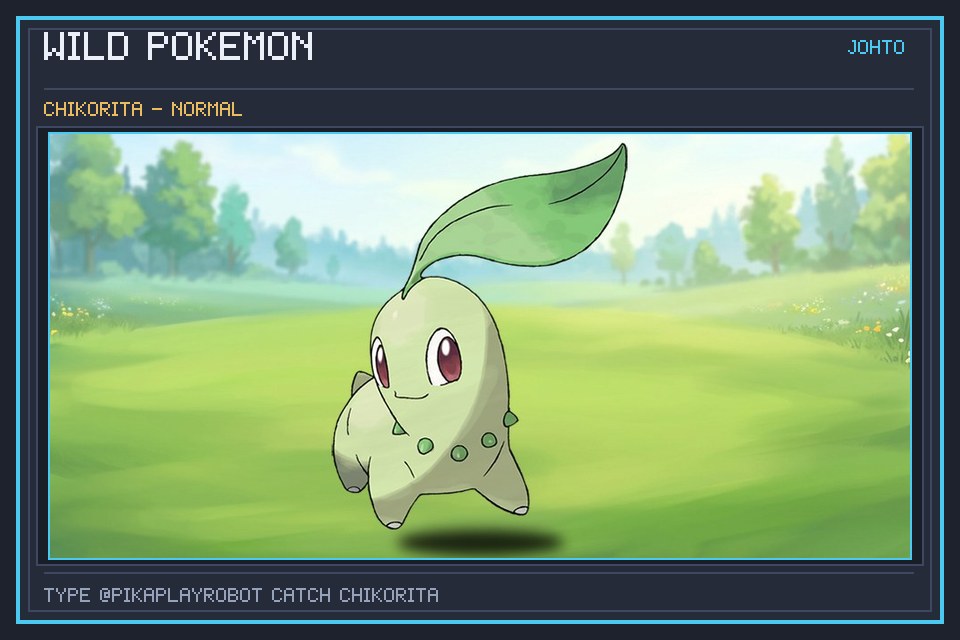 WILD POKEMON
JOHTO
CHIKORITA - NORMAL
TYPE @PIKAPLAYROBOT CATCH CHIKORITA